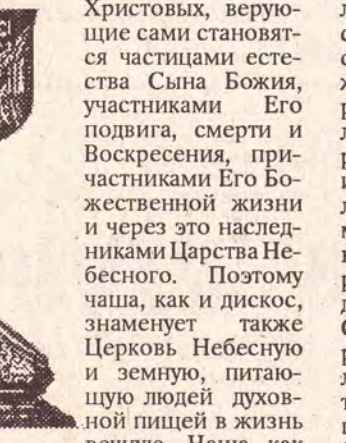 Христовых, верую-
щие сами становят-
ся частицами есте-
ства Сына Божия,
участниками Его
подвига, смерти и
Воскресения, при-
частниками Его Бо-
жественной жизни
и через это наслед-
никами Царства Не-
бесного. Поэтому
чаша, как и дискос,
знаменует также
Церковь Небесную
и земную, питаю-
щую людей духов-
ной пищей в жизнь